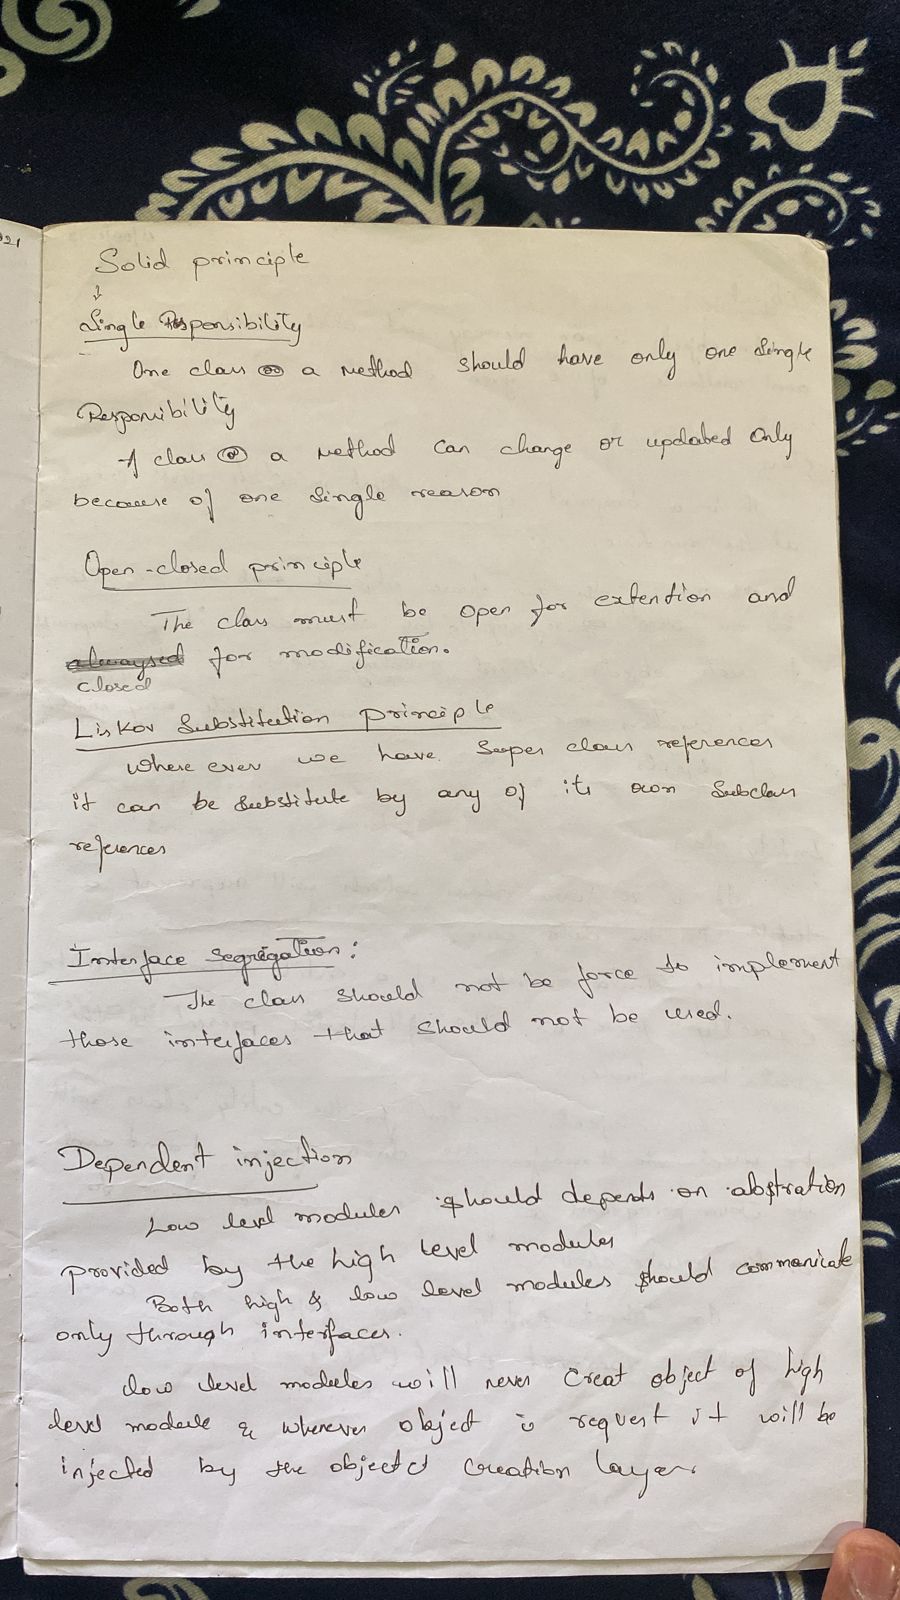 921
Solid principle
Single Responsibility
One class or a method should have only one single
Responsibility
A class or a method can change or updated only
because of one single reason
Open-closed principle
The class must be open for extention and
for modification.
closed
Liskov Substitution principle
Where ever we have Super class references
it can be substitute by any of its own Subclass
references
Interface segregation:
The class should not be force to implement
those interfaces that should not be used.
Dependent injection
Low level modules should depends on abstration
provided by the high level modules
Both high & low level modules should communicate
only through interfaces.
Low level modules will never creat object of high
level module & whenever object is request it will be
injected by the object creation layer